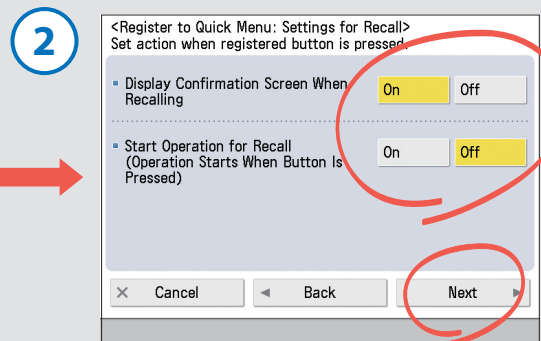 2
<Register to Quick Menu: Settings for Recall>
Set action when registered button is pressed.
Display Confirmation Screen When
Recalling
On Off
Start Operation for Recall
(Operation Starts When Button Is
Pressed)
On Off
Cancel Back Next